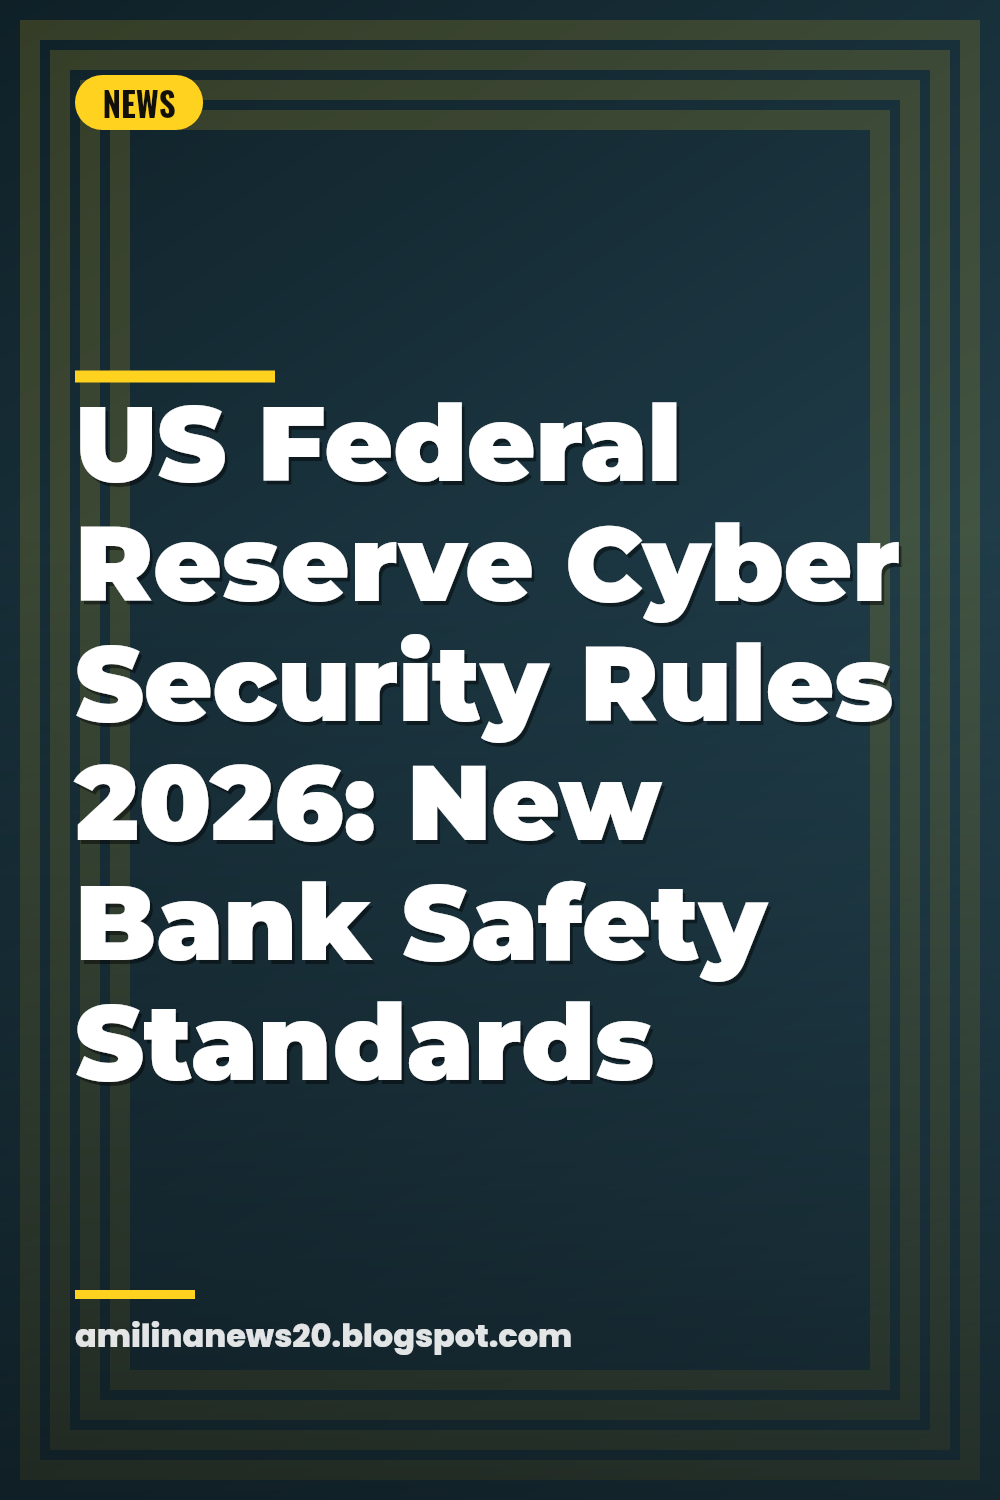 NEWS
US Federal
Reserve Cyber
Security Rules
2026: New
Bank Safety
Standards
amilinanews20.blogspot.com